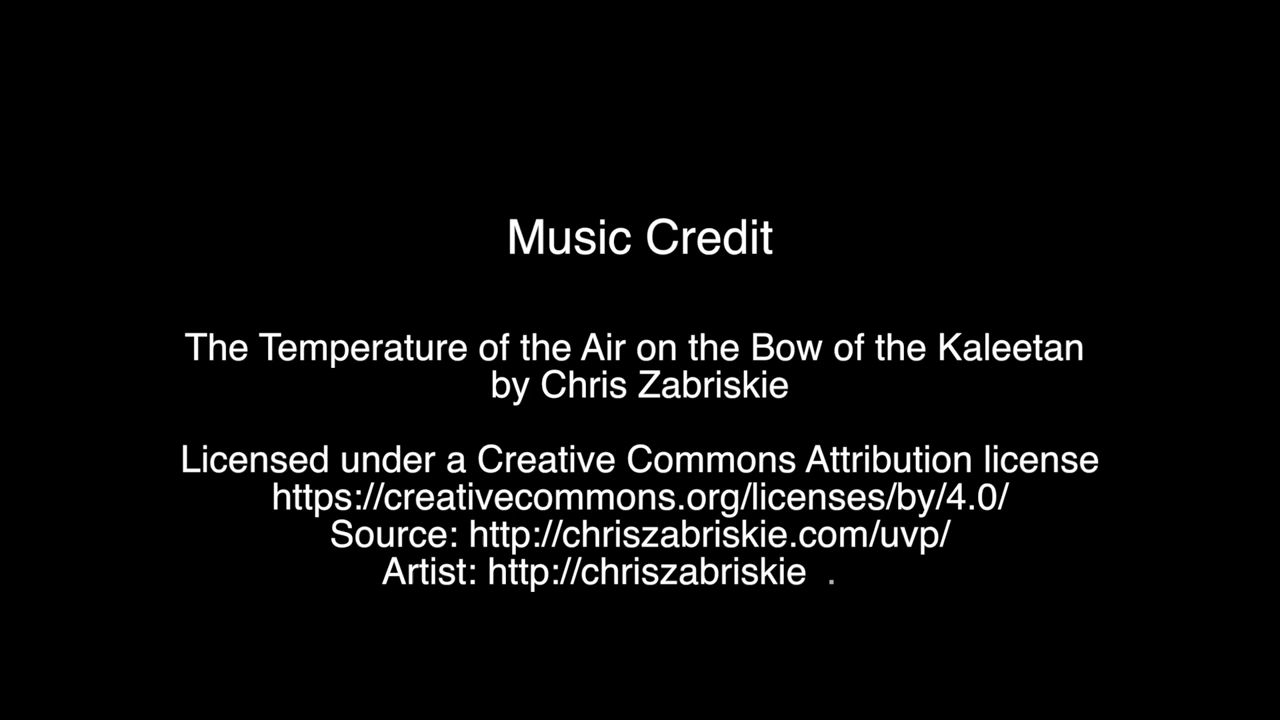 Music Credit
The Temperature of the Air on the Bow of the Kaleetan
by Chris Zabriskie
Licensed under a Creative Commons Attribution license
https://creativecommons.org/licenses/by/4.0/
Source: http://chriszabriskie.com/uvp/
Artist: http://chriszabriskie .